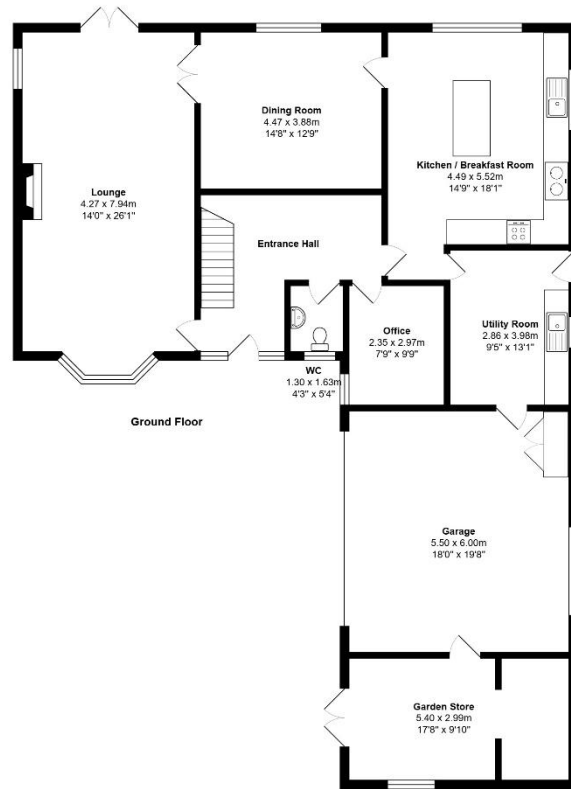 Dining Room
4.47 x 3.88m
14'8" x 12'9"
Kitchen / Breakfast Room
4.49 x 5.52m
14'9" x 18'1"
Lounge
4.27 x 7.94m
14'0" x 26'1"
Entrance Hall
Office
2.35 x 2.97m
7'9" x 9'9"
Utility Room
2.86 x 3.98m
9'5" x 13'1"
WC
1.30 x 1.63m
4'3" x 5'4"
Ground Floor
Garage
5.50 x 6.00m
18'0" x 19'8"
Garden Store
5.40 x 2.99m
17'8" x 9'10"